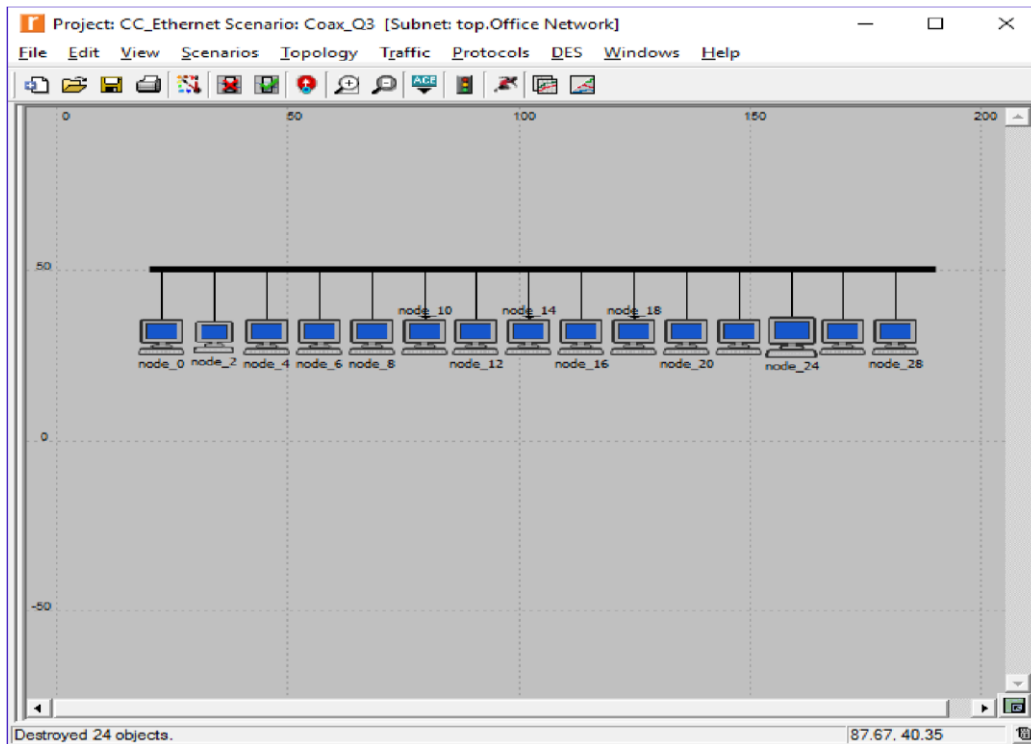 Project: CC_Ethernet Scenario: Coax_Q3 [Subnet: top.Office Network]
File Edit View Scenarios Topology Traffic Protocols DES Windows Help
ACE
0 50 100 150 200
50
node_10 node_14 node_18
node_0 node_2 node_4 node_6 node_8 node_12 node_16 node_20 node_24 node_28
0
-50
Destroyed 24 objects. 87.67, 40.35